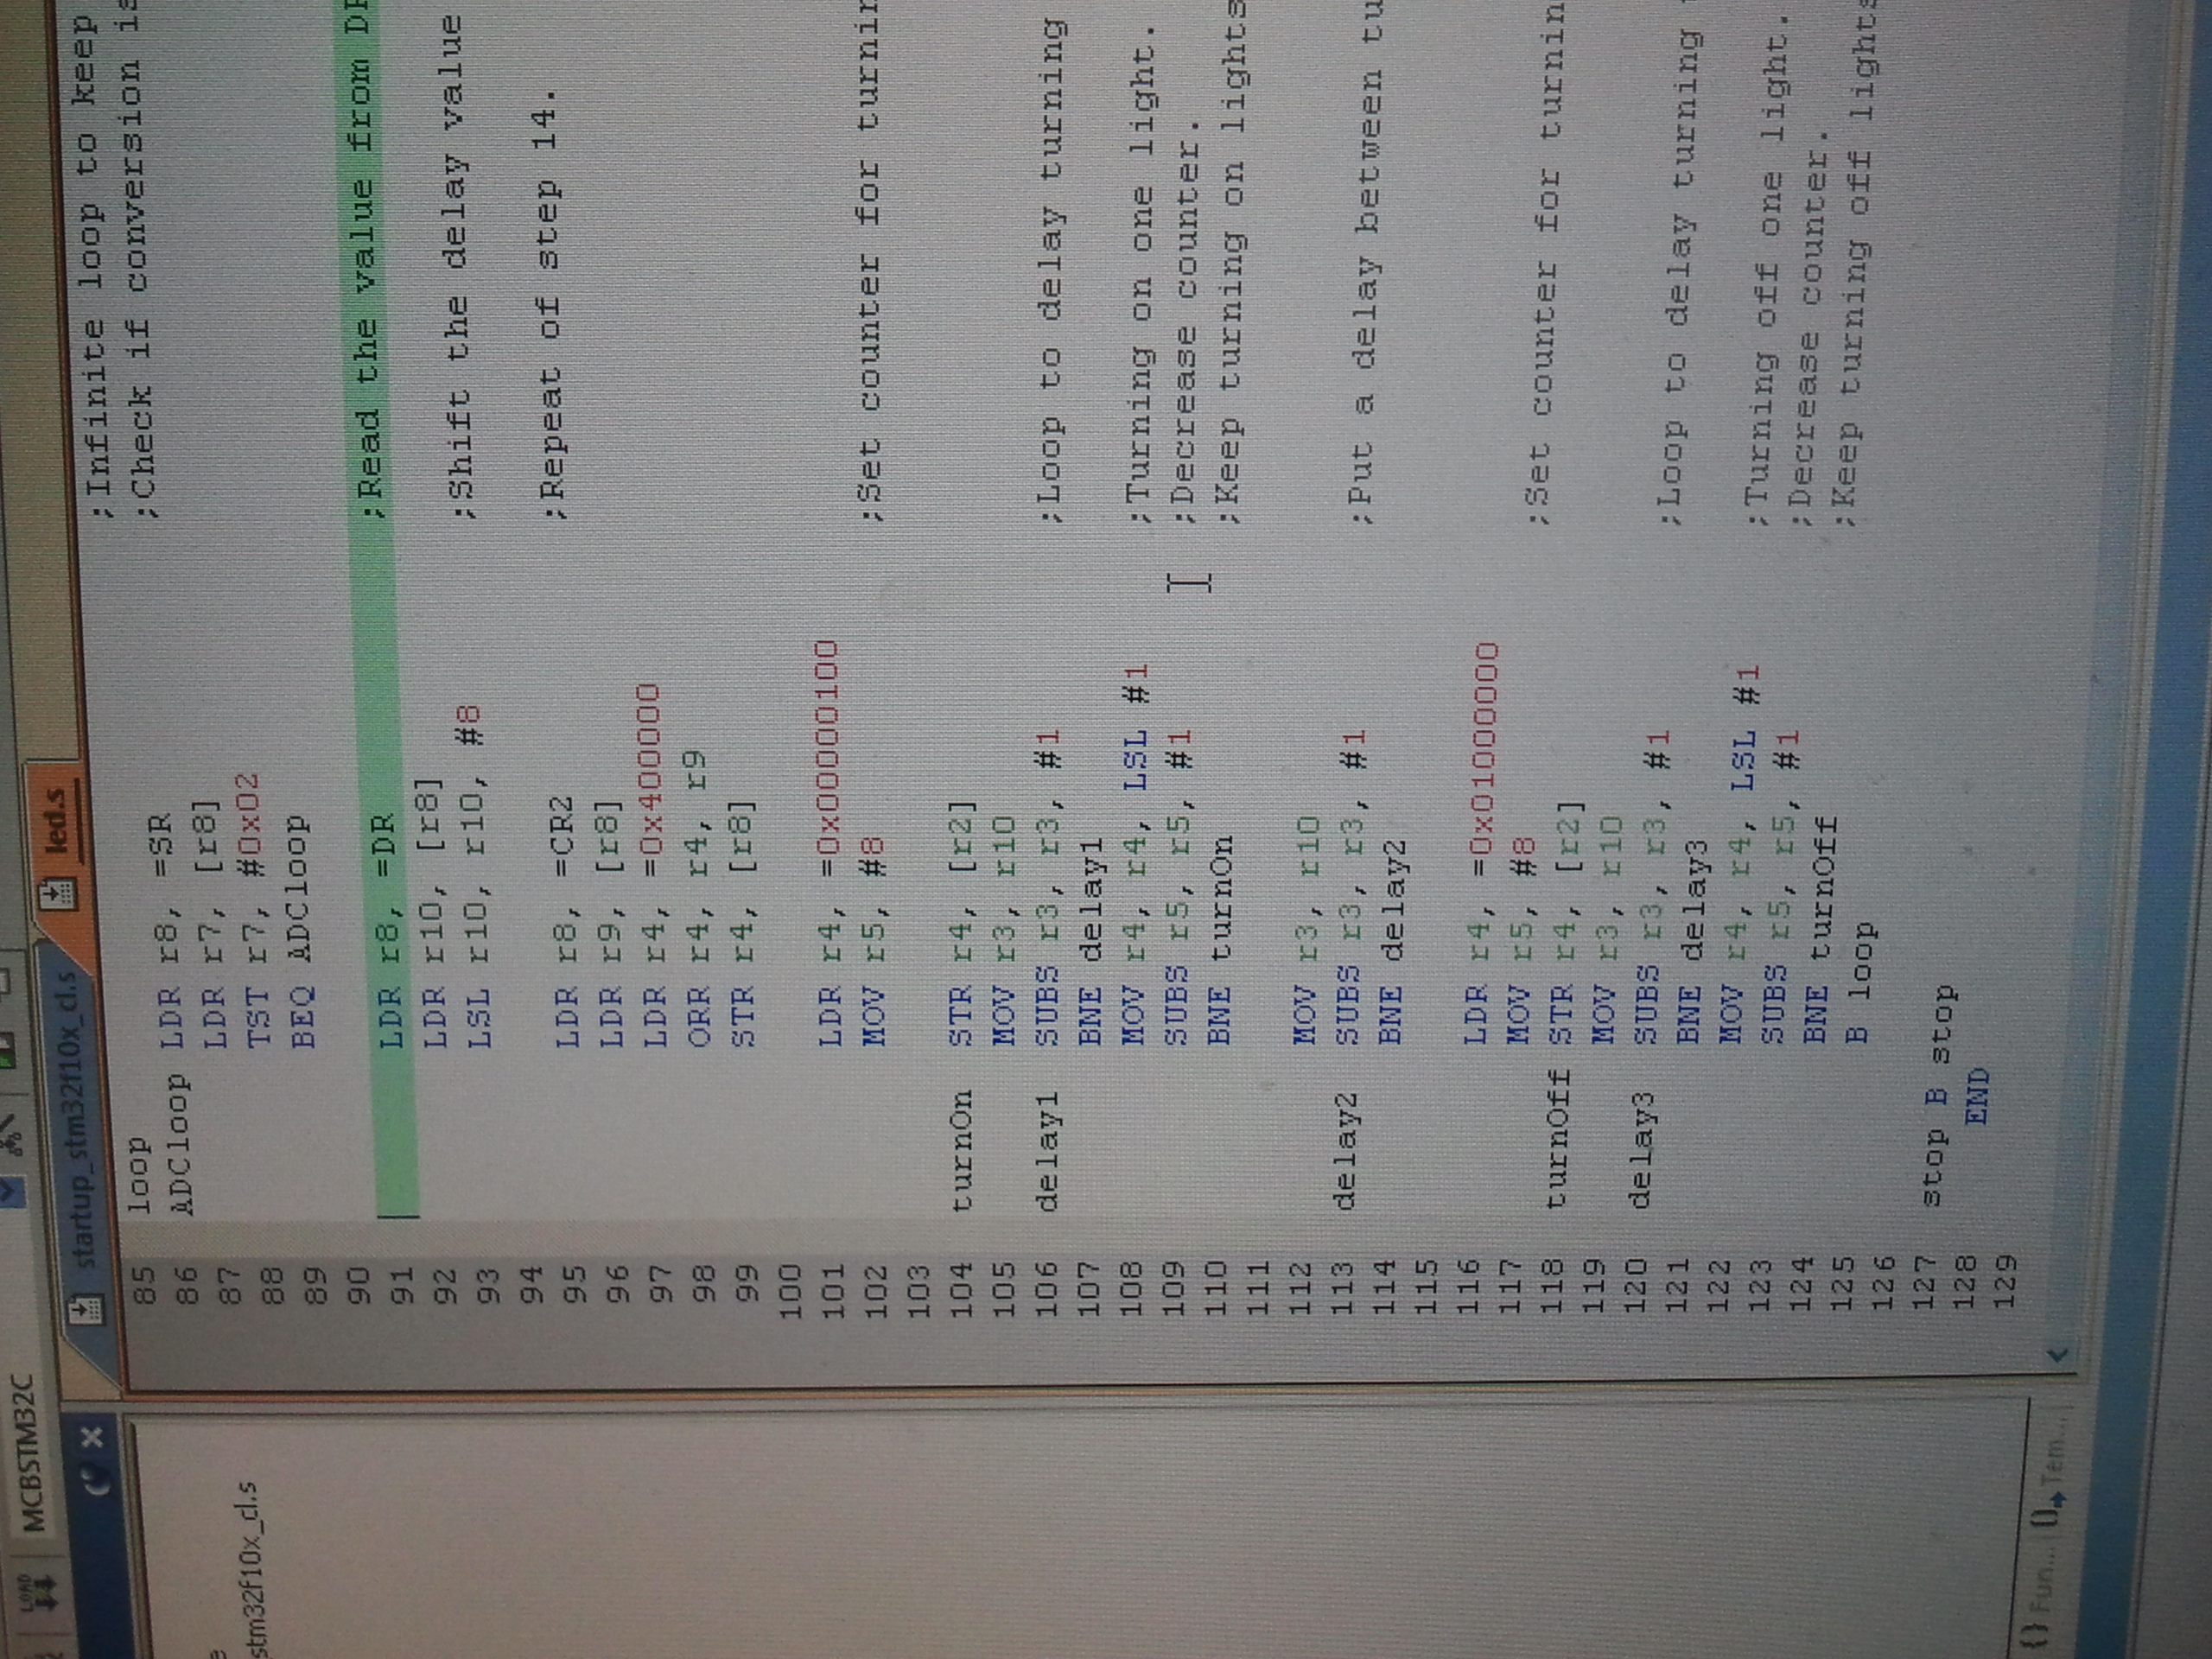 LOAD MCBSTM32C
startup_stm32f10x_cl.s led.s
stm32f10x_cl.s
;Infinite loop to keep
85 loop ;Check if conversion is
86 ADCloop LDR r8, =SR
87 LDR r7, [r8]
88 TST r7, #0x02
89 BEQ ADCloop
90
91 LDR r8, =DR ;Read the value from DR
92 LDR r10, [r8]
93 LSL r10, r10, #8 ;Shift the delay value
94
95 LDR r8, =CR2 ;Repeat of step 14.
96 LDR r9, [r8]
97 LDR r4, =0x400000
98 ORR r4, r4, r9
99 STR r4, [r8]
100
101 LDR r4, =0x00000100
102 MOV r5, #8 ;Set counter for turnin
103
104 turnOn STR r4, [r2]
105 MOV r3, r10
106 delay1 SUBS r3, r3, #1 ;Loop to delay turning
107 BNE delay1
108 MOV r4, r4, LSL #1 ;Turning on one light.
109 SUBS r5, r5, #1 ;Decrease counter.
110 BNE turnOn ;Keep turning on lights
111
112 MOV r3, r10
113 delay2 SUBS r3, r3, #1 ;Put a delay between tu
114 BNE delay2
115
116 LDR r4, =0x01000000
117 MOV r5, #8 ;Set counter for turnin
118 turnOff STR r4, [r2]
119 MOV r3, r10
120 delay3 SUBS r3, r3, #1 ;Loop to delay turning
121 BNE delay3
122 MOV r4, r4, LSL #1 ;Turning off one light.
123 SUBS r5, r5, #1 ;Decrease counter.
124 BNE turnOff ;Keep turning off lights
125 B loop
126
127 stop B stop
128 END
129
{} Fun... () Tem...